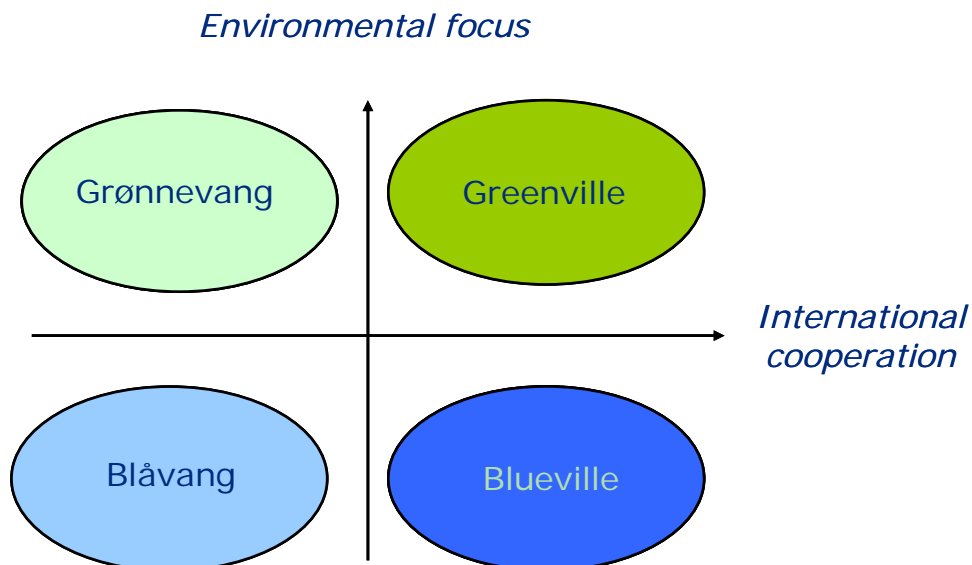 Environmental focus
Grønnevang
Greenville
International
cooperation
Blåvang
Blueville